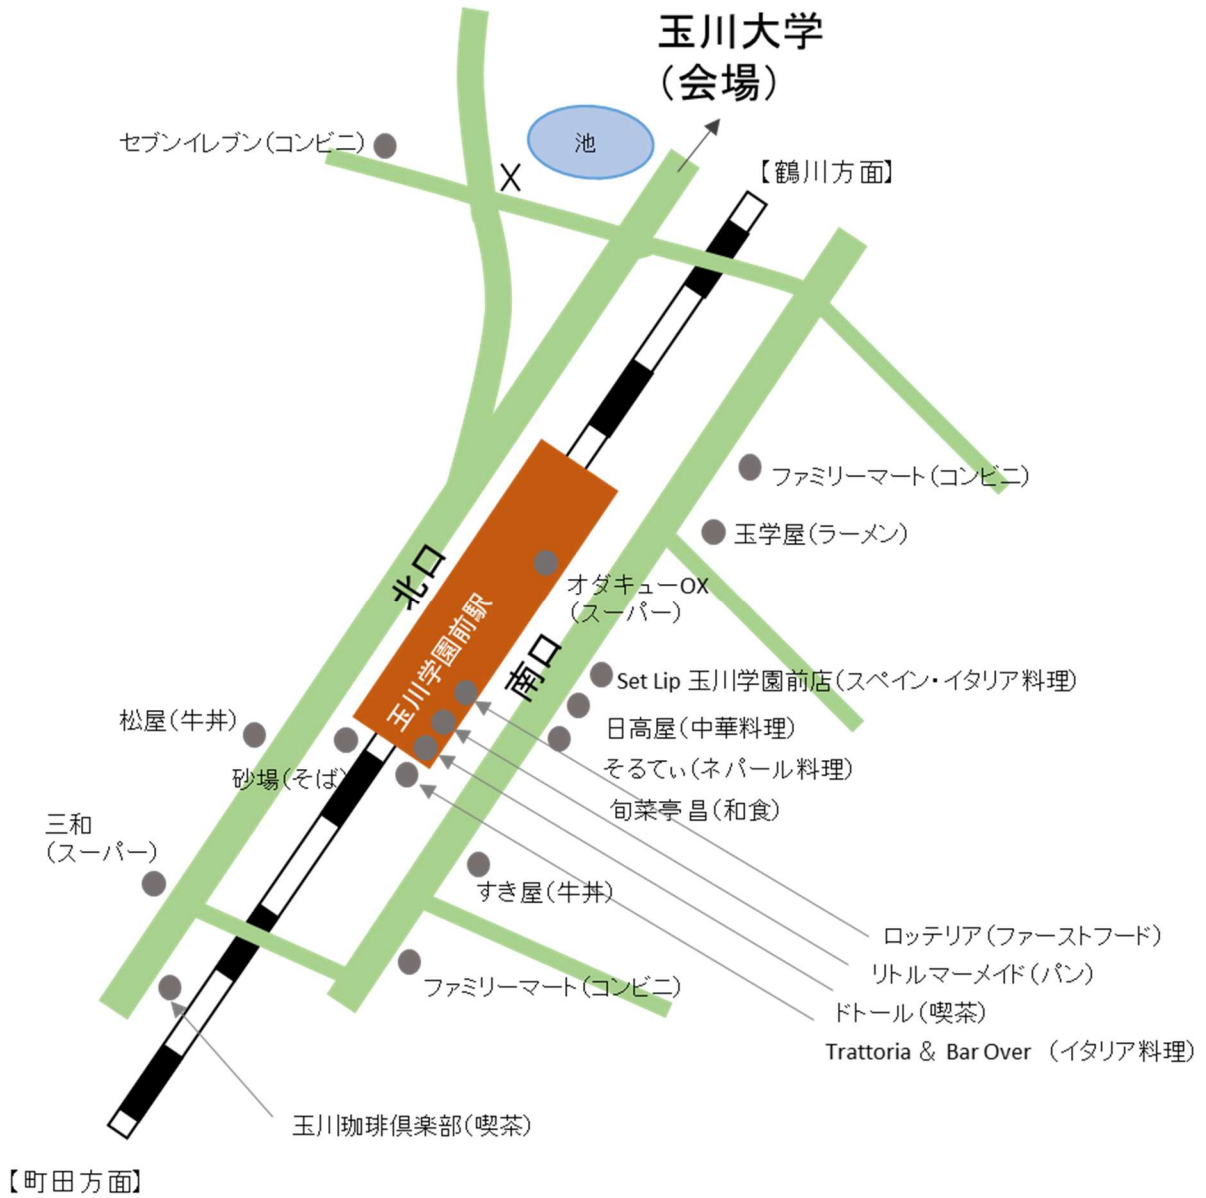 玉川大学
（会場）
セブンイレブン（コンビニ）
池
X
【鶴川方面】
ファミリーマート（コンビニ）
玉学屋（ラーメン）
北口
オダキューOX
（スーパー）
玉川学園前駅
南口
Set Lip 玉川学園前店（スペイン・イタリア料理）
松屋（牛丼）
日高屋（中華料理）
砂場（そば）
そるてぃ（ネパール料理）
旬菜亭 昌（和食）
三和
（スーパー）
すき屋（牛丼）
ロッテリア（ファーストフード）
リトルマーメイド（パン）
ファミリーマート（コンビニ）
ドトール（喫茶）
Trattoria ＆ Bar Over （イタリア料理）
玉川珈琲倶楽部（喫茶）
【町田方面】